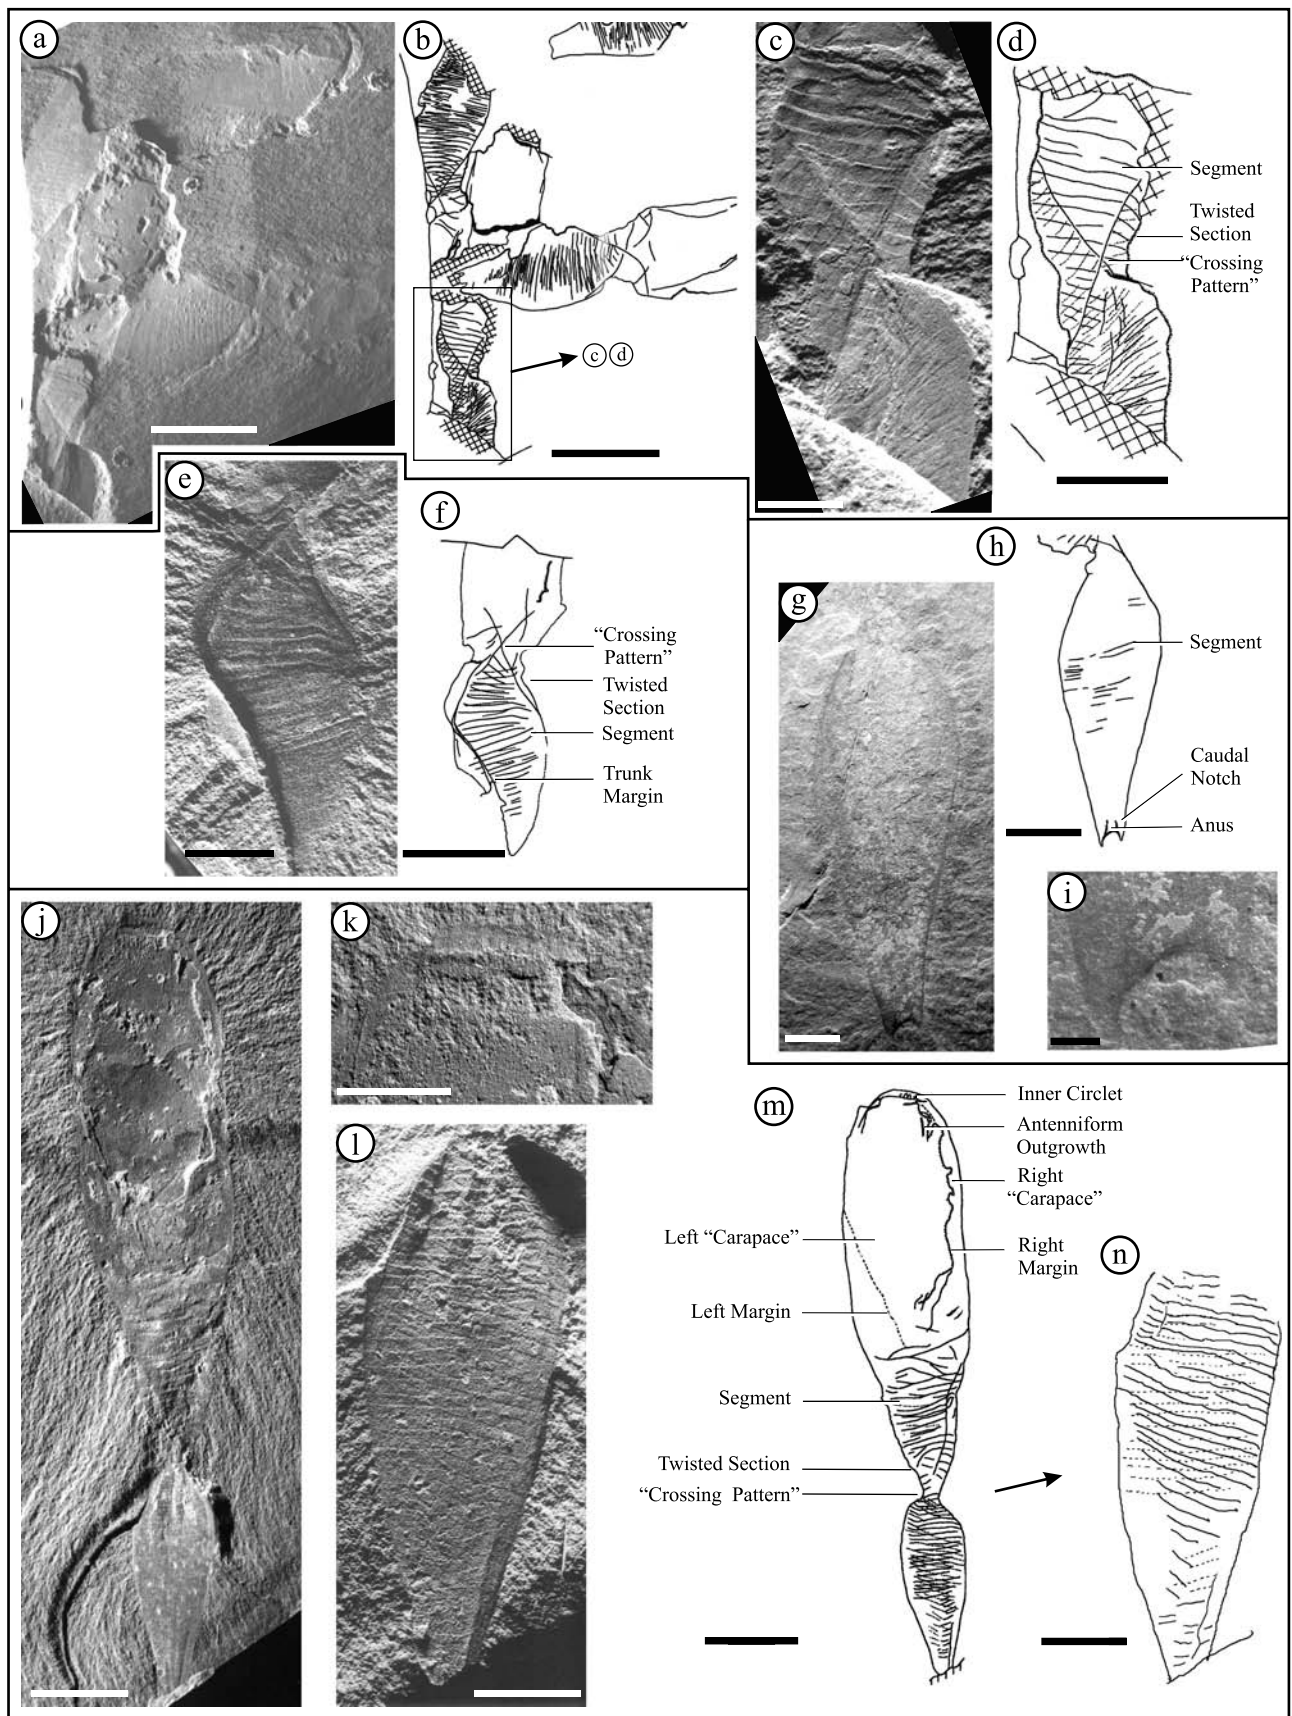 a
b
c
d
Segment
Twisted
Section
“Crossing
Pattern”
c d
e
f
“Crossing
Pattern”
Twisted
Section
Segment
Trunk
Margin
g
h
Segment
Caudal
Notch
Anus
i
j
k
l
m
Inner Circlet
Antenniform
Outgrowth
Right
“Carapace”
Left “Carapace”
Right
Margin
Left Margin
Segment
Twisted Section
“Crossing Pattern”
n